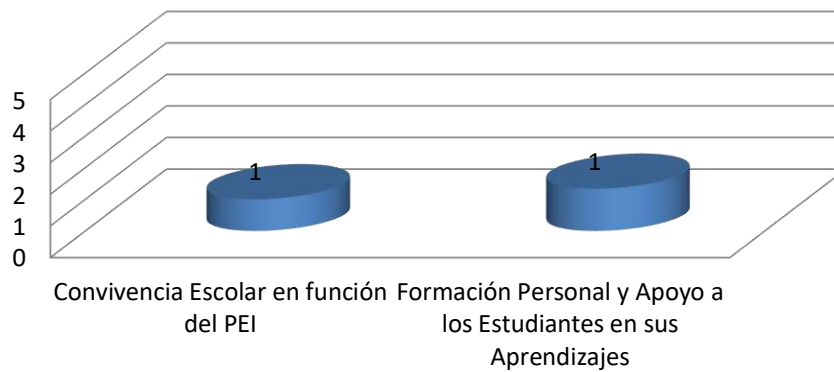 5
4
3
2
1
0
1
1
Convivencia Escolar en función
del PEI
Formación Personal y Apoyo a
los Estudiantes en sus
Aprendizajes